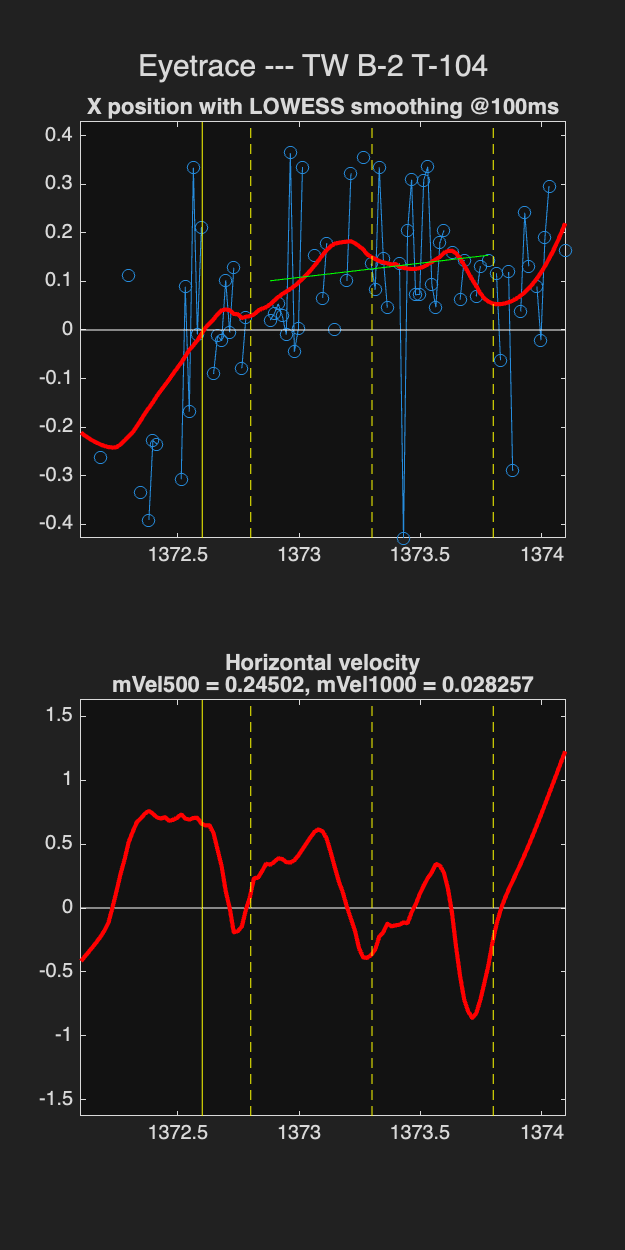 Eyetrace --- TW B-2 T-104
X position with LOWESS smoothing @100ms
0.4
0.3
0.2
0.1
0
-0.1
-0.2
-0.3
-0.4
1372.5 1373 1373.5 1374
Horizontal velocity
mVel500 = 0.24502, mVel1000 = 0.028257
1.5
1
0.5
0
-0.5
-1
-1.5
1372.5 1373 1373.5 1374